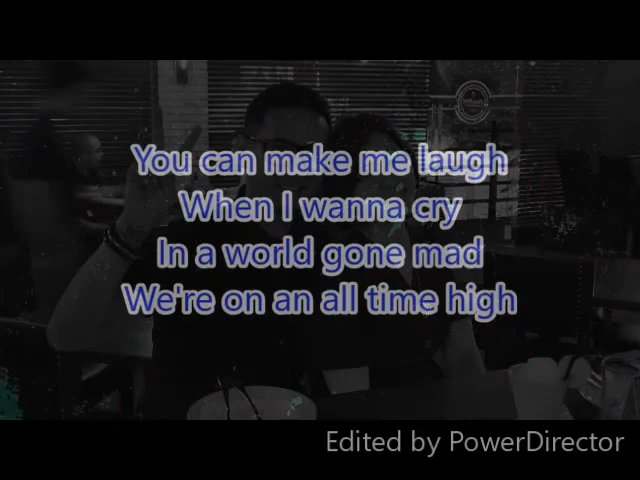 You can make me laugh
When I wanna cry
In a world gone mad
We're on an all time high
Edited by PowerDirector